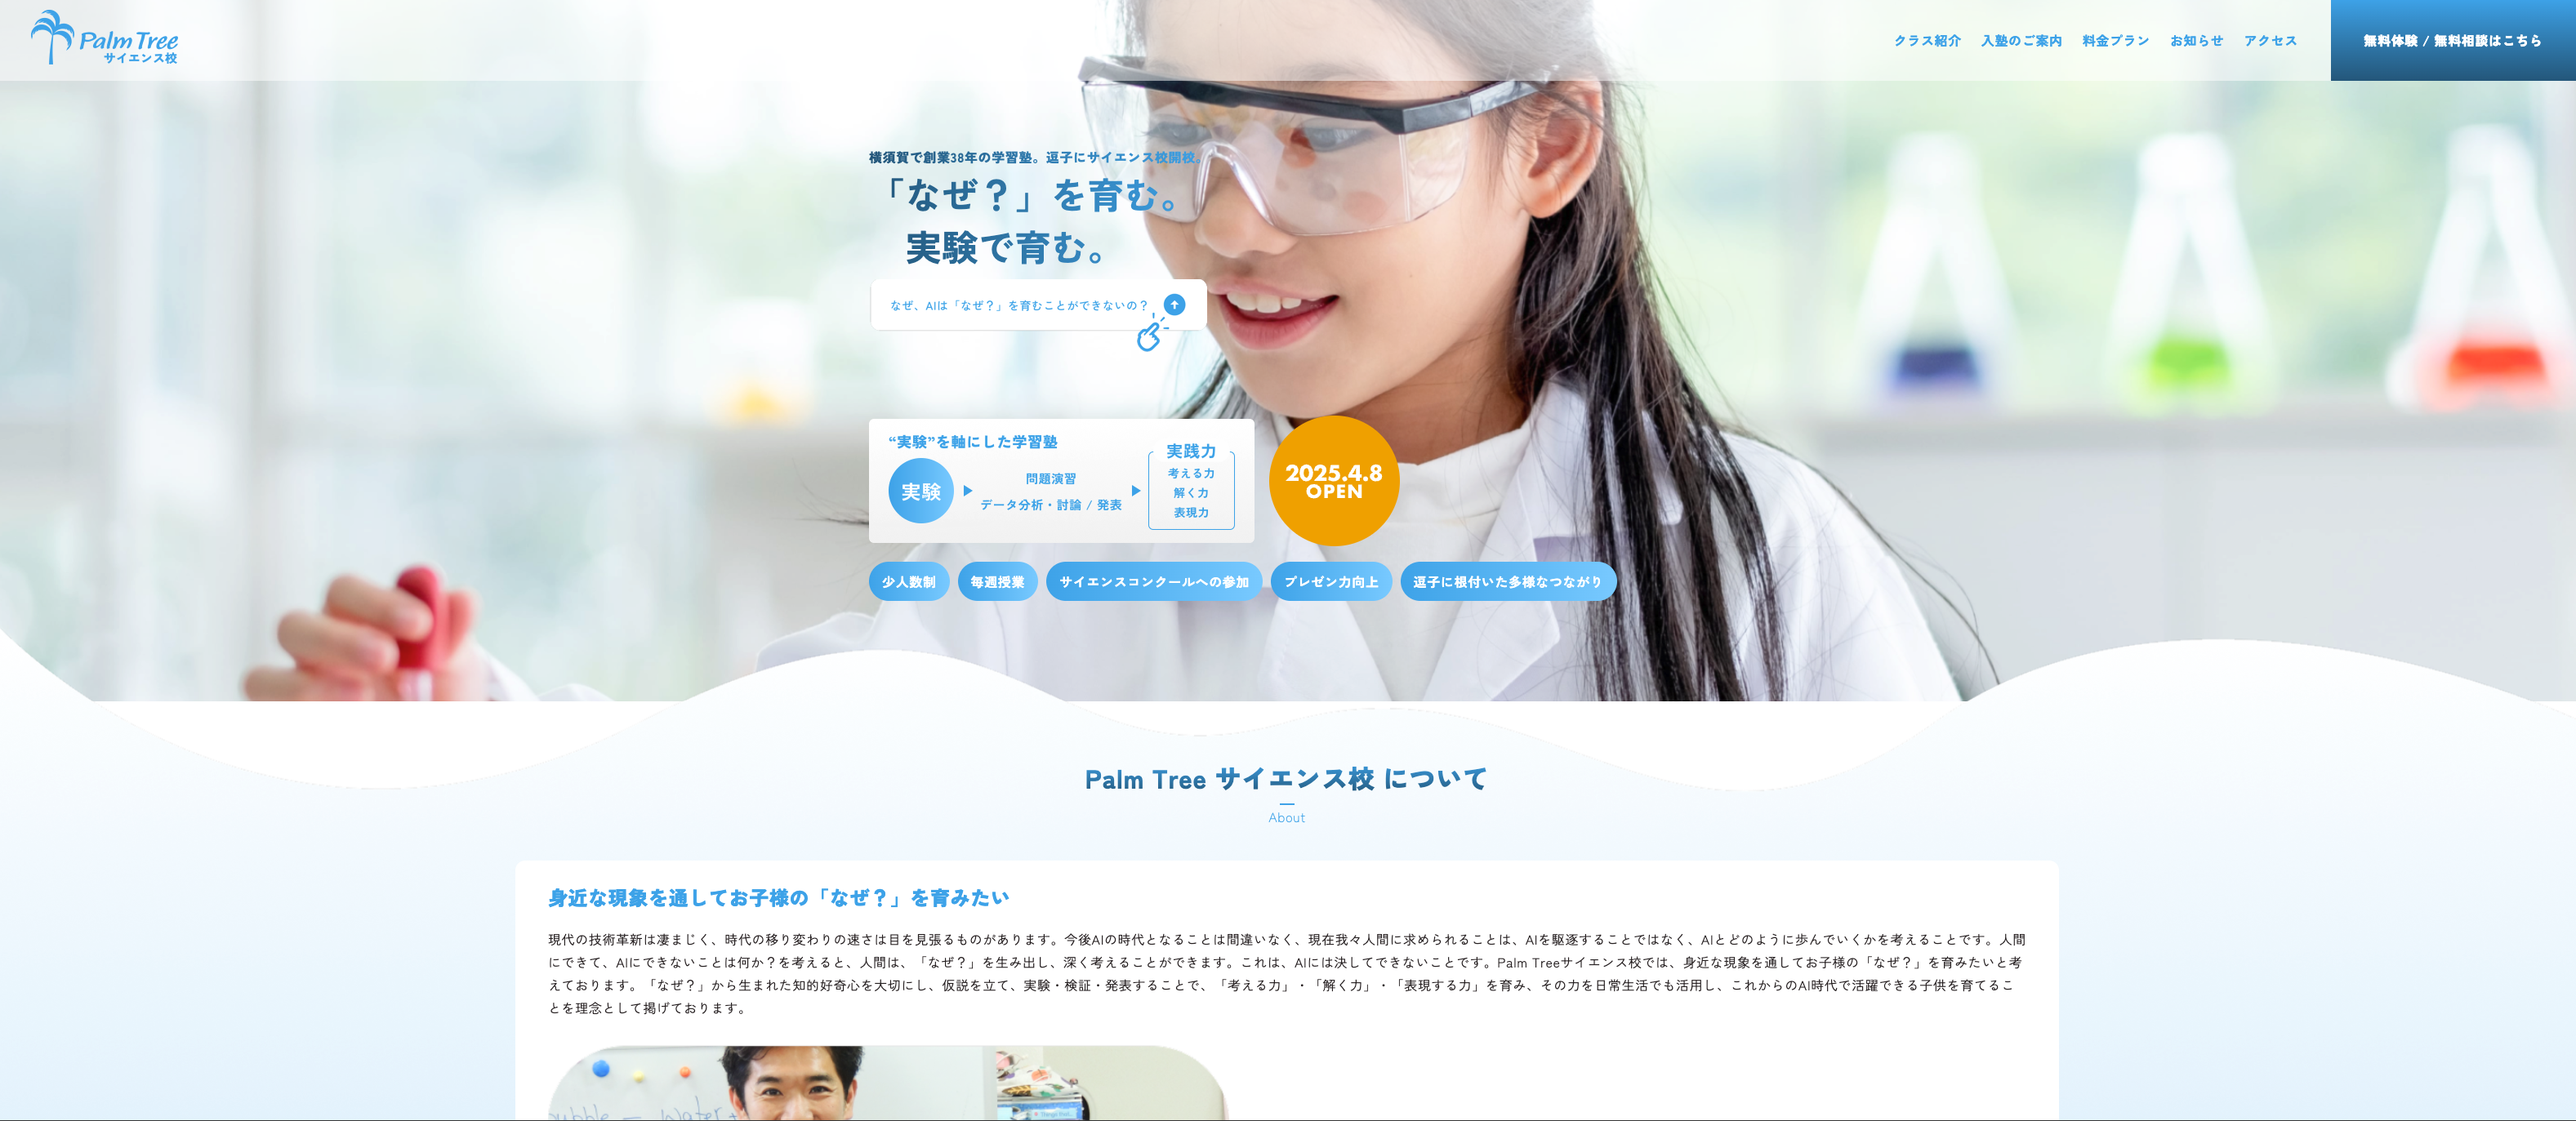 Palm Tree
サイエンス校
クラス紹介 入塾のご案内 料金プラン お知らせ アクセス
無料体験 / 無料相談はこちら
横須賀で創業38年の学習塾。逗子にサイエンス校開校。
「なぜ？」を育む。
実験で育む。
なぜ、AIは「なぜ？」を育むことができないの？
“実験”を軸にした学習塾
実験
問題演習
データ分析・討論 / 発表
実践力
考える力
解く力
表現力
2025.4.8
OPEN
少人数制 毎週授業 サイエンスコンクールへの参加 プレゼン力向上 逗子に根付いた多様なつながり
Palm Tree サイエンス校 について
About
身近な現象を通してお子様の「なぜ？」を育みたい
現代の技術革新は凄まじく、時代の移り変わりの速さは目を見張るものがあります。今後AIの時代となることは間違いなく、現在我々人間に求められることは、AIを駆逐することではなく、AIとどのように歩んでいくかを考えることです。人間
にできて、AIにできないことは何か？を考えると、人間は、「なぜ？」を生み出し、深く考えることができます。これは、AIには決してできないことです。Palm Treeサイエンス校では、身近な現象を通してお子様の「なぜ？」を育みたいと考
えております。「なぜ？」から生まれた知的好奇心を大切にし、仮説を立て、実験・検証・発表することで、「考える力」・「解く力」・「表現する力」を育み、その力を日常生活でも活用し、これからのAI時代で活躍できる子供を育てるこ
とを理念として掲げております。
bubble = water +